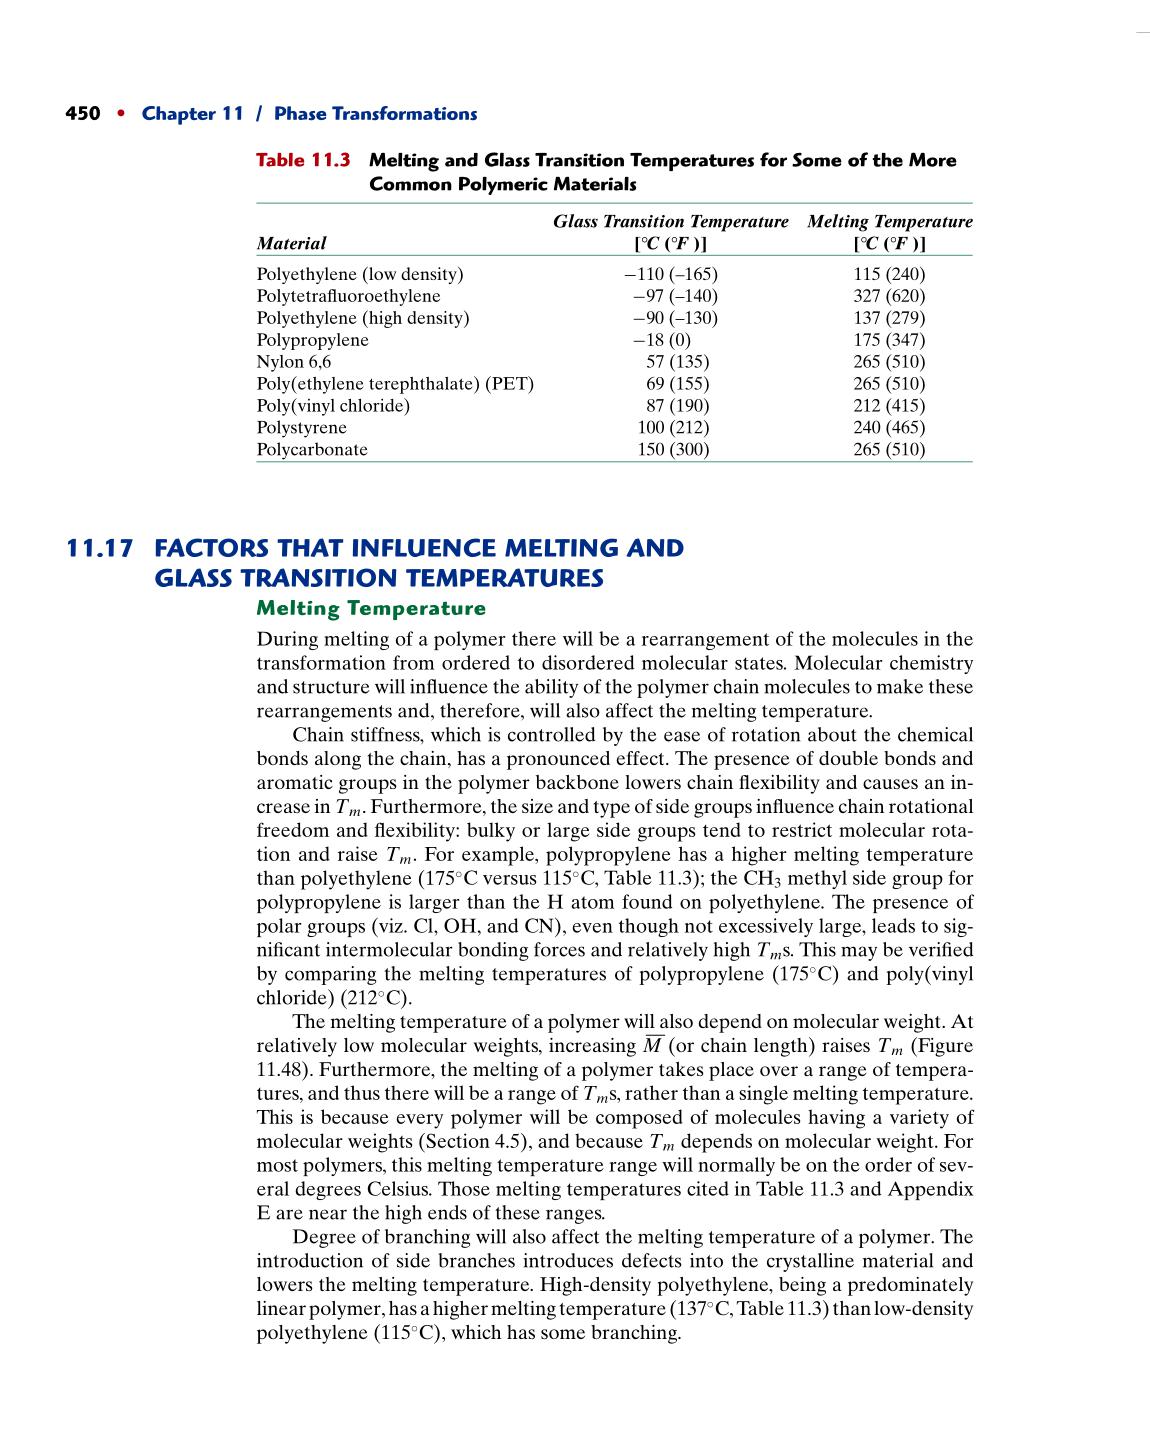 450 • Chapter 11 / Phase Transformations
Table 11.3 Melting and Glass Transition Temperatures for Some of the More
Common Polymeric Materials
Glass Transition Temperature Melting Temperature
Material [°C (°F )] [°C (°F )]
Polyethylene (low density) −110 (–165) 115 (240)
Polytetrafluoroethylene −97 (–140) 327 (620)
Polyethylene (high density) −90 (–130) 137 (279)
Polypropylene −18 (0) 175 (347)
Nylon 6,6 57 (135) 265 (510)
Poly(ethylene terephthalate) (PET) 69 (155) 265 (510)
Poly(vinyl chloride) 87 (190) 212 (415)
Polystyrene 100 (212) 240 (465)
Polycarbonate 150 (300) 265 (510)
11.17 FACTORS THAT INFLUENCE MELTING AND
GLASS TRANSITION TEMPERATURES
Melting Temperature
During melting of a polymer there will be a rearrangement of the molecules in the
transformation from ordered to disordered molecular states. Molecular chemistry
and structure will influence the ability of the polymer chain molecules to make these
rearrangements and, therefore, will also affect the melting temperature.
Chain stiffness, which is controlled by the ease of rotation about the chemical
bonds along the chain, has a pronounced effect. The presence of double bonds and
aromatic groups in the polymer backbone lowers chain flexibility and causes an in-
crease in Tm. Furthermore, the size and type of side groups influence chain rotational
freedom and flexibility: bulky or large side groups tend to restrict molecular rota-
tion and raise Tm. For example, polypropylene has a higher melting temperature
than polyethylene (175°C versus 115°C, Table 11.3); the CH3 methyl side group for
polypropylene is larger than the H atom found on polyethylene. The presence of
polar groups (viz. Cl, OH, and CN), even though not excessively large, leads to sig-
nificant intermolecular bonding forces and relatively high Tms. This may be verified
by comparing the melting temperatures of polypropylene (175°C) and poly(vinyl
chloride) (212°C).
The melting temperature of a polymer will also depend on molecular weight. At
relatively low molecular weights, increasing M̅ (or chain length) raises Tm (Figure
11.48). Furthermore, the melting of a polymer takes place over a range of tempera-
tures, and thus there will be a range of Tms, rather than a single melting temperature.
This is because every polymer will be composed of molecules having a variety of
molecular weights (Section 4.5), and because Tm depends on molecular weight. For
most polymers, this melting temperature range will normally be on the order of sev-
eral degrees Celsius. Those melting temperatures cited in Table 11.3 and Appendix
E are near the high ends of these ranges.
Degree of branching will also affect the melting temperature of a polymer. The
introduction of side branches introduces defects into the crystalline material and
lowers the melting temperature. High-density polyethylene, being a predominately
linear polymer, has a higher melting temperature (137°C, Table 11.3) than low-density
polyethylene (115°C), which has some branching.